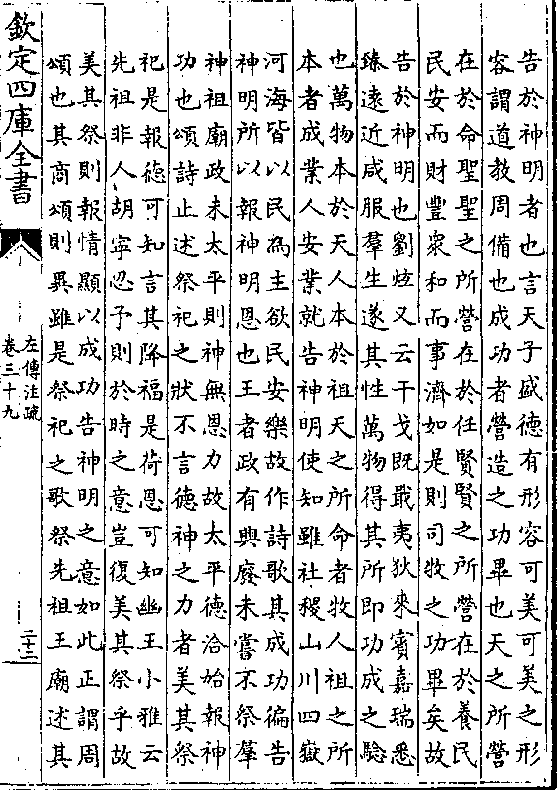 告於神明者也言天子盛德有形容可美可美之形
容謂道教周備也成功者營造之功畢也天之所營
在於命聖聖之所營在於任賢賢之所營在於養民
民安而財豐衆和而事濟如是則司牧之功畢矣故
告於神明也劉炫又云干戈既戢夷狄來賓嘉瑞悉
臻遠近咸服羣生遂其性萬物得其所即功成之驗
也萬物本於天人本於祖天之所命者牧人祖之所
本者成業人安業就告神明使知雖社稷山川四嶽
河海皆以民為主欲民安樂故作詩歌其成功徧告
神明所以報神明恩也王者政有興廢未嘗不祭羣
神祖廟政未太平則神無恩力故太平德洽始報神
功也頌詩止述祭祀之狀不言德神之力者美其祭
祀是報德可知言其降福是荷恩可知幽王小雅云
先祖非人胡寧忍予則於時之意豈復美其祭乎故
美其祭則報情顯以成功告神明之意如此正謂周
頌也其商頌則異雖是祭祀之歌祭先祖王廟述其
欽定四庫全書
左傳注疏
卷三十九
二十二